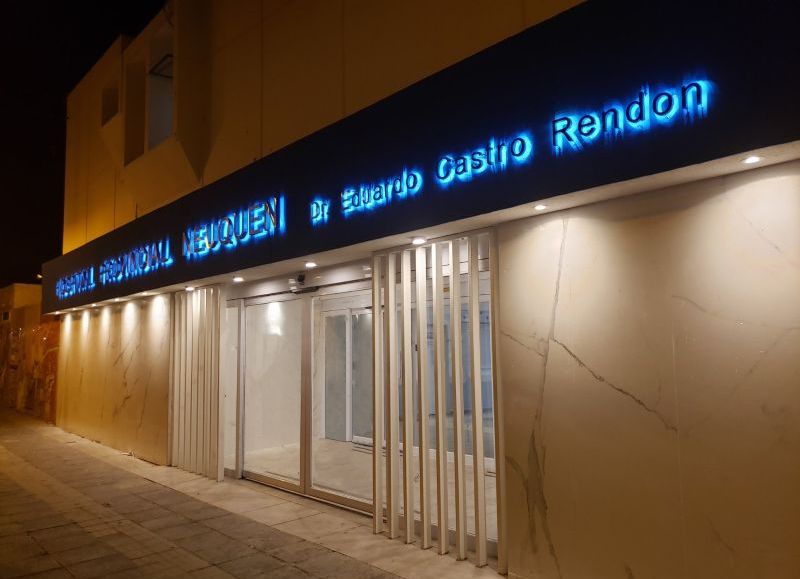 HOSPITAL PROVINCIAL NEUQUEN Dr Eduardo Castro Rendon